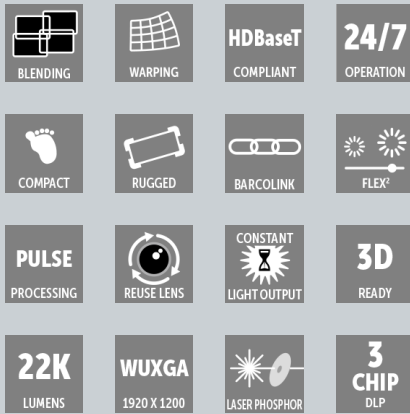 BLENDING
WARPING
HDBaseT
COMPLIANT
24/7
OPERATION
COMPACT
RUGGED
BARCOLINK
FLEX²
PULSE
PROCESSING
REUSE LENS
CONSTANT
LIGHT OUTPUT
3D
READY
22K
LUMENS
WUXGA
1920 X 1200
LASER PHOSPHOR
3
CHIP
DLP